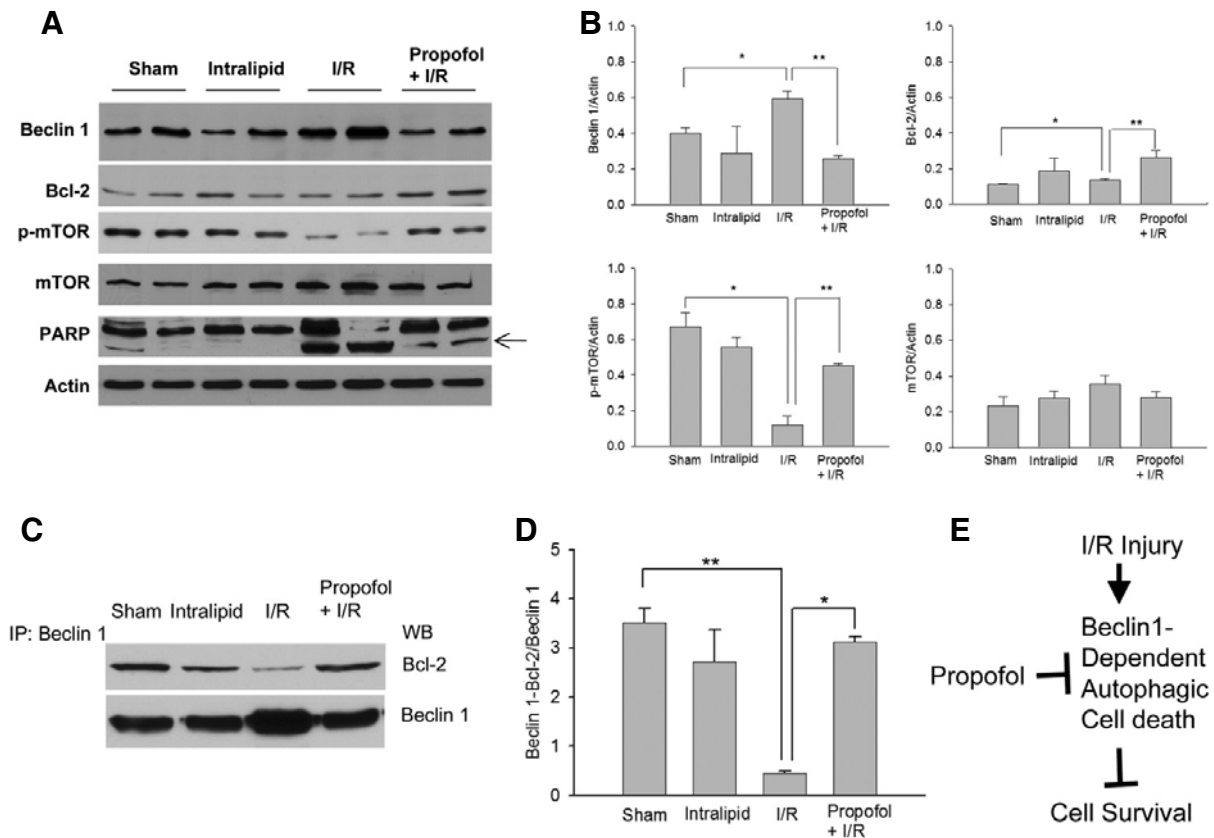 A
Sham Intralipid I/R Propofol
+ I/R
Beclin 1
Bcl-2
p-mTOR
mTOR
PARP
Actin
B
Beclin 1/Actin
1.0
0.8
0.6
0.4
0.2
0.0
* **
Sham Intralipid I/R Propofol
+ I/R
Bcl-2/Actin
1.0
0.8
0.6
0.4
0.2
0.0
* **
Sham Intralipid I/R Propofol
+ I/R
p-mTOR/Actin
1.0
0.8
0.6
0.4
0.2
0.0
* **
Sham Intralipid I/R Propofol
+ I/R
mTOR/Actin
1.0
0.8
0.6
0.4
0.2
0.0
Sham Intralipid I/R Propofol
+ I/R
C
Sham Intralipid I/R Propofol
+ I/R
IP: Beclin 1 WB
Bcl-2
Beclin 1
D
Beclin 1-Bcl-2/Beclin 1
5
4
3
2
1
0
** *
Sham Intralipid I/R Propofol
+ I/R
E
I/R Injury
Beclin1-
Dependent
Autophagic
Cell death
Propofol
Cell Survival